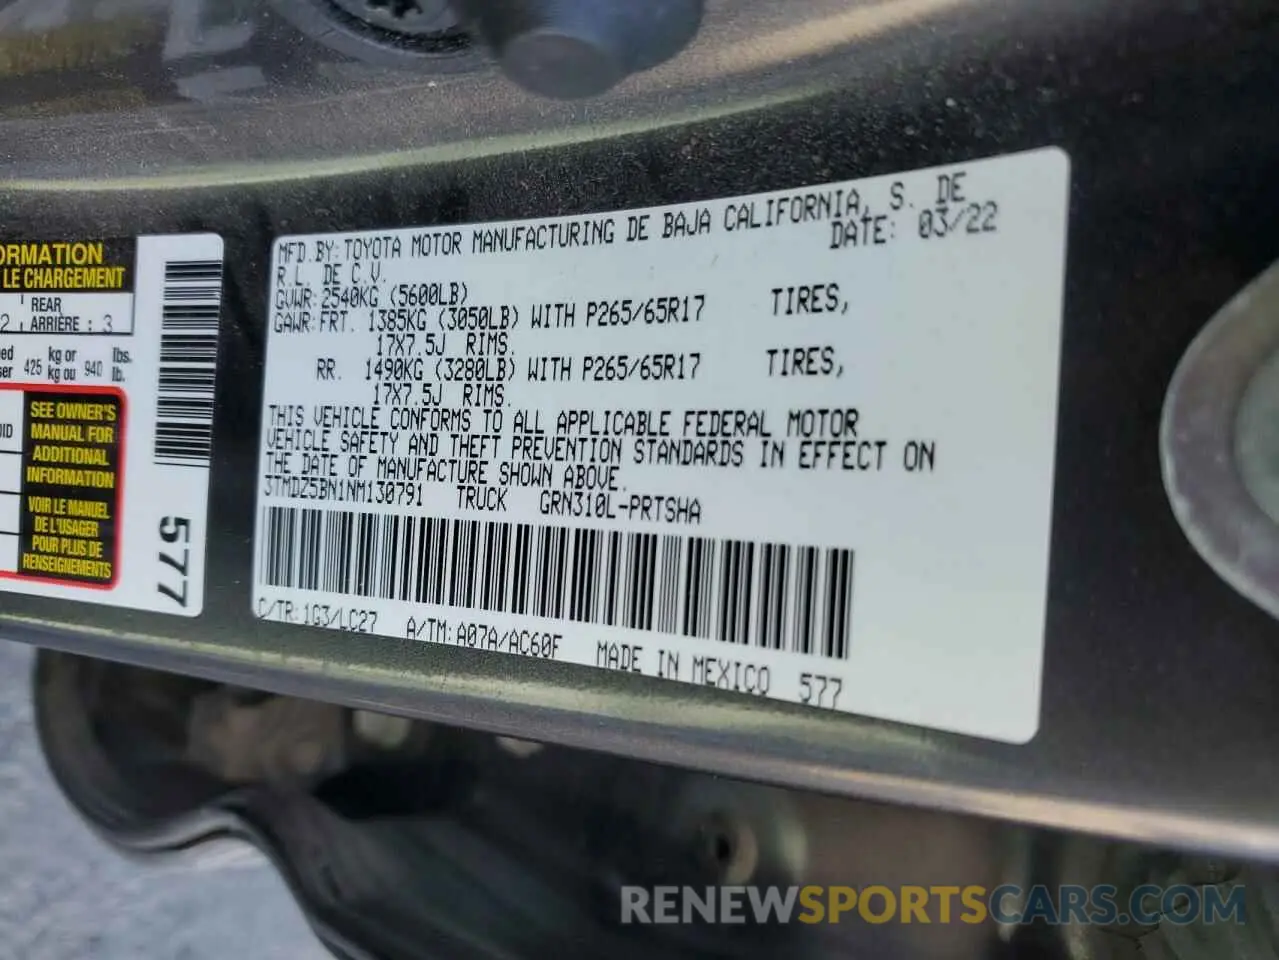 ORMATION
LE CHARGEMENT
2 REAR
ARRIÈRE : 3
425 kg or kg ou 940 lbs. lb.
SEE OWNER'S
MANUAL FOR
ADDITIONAL
INFORMATION
VOIR LE MANUEL
DE L'USAGER
POUR PLUS DE
RENSEIGNEMENTS
577
MFD.BY:TOYOTA MOTOR MANUFACTURING DE BAJA CALIFORNIA, S. DE
R.L. DE C.V. DATE: 03/22
GVWR:2540KG (5600LB)
GAWR:FRT. 1385KG (3050LB) WITH P265/65R17 TIRES,
17X7.5J RIMS.
RR. 1490KG (3280LB) WITH P265/65R17 TIRES,
17X7.5J RIMS.
THIS VEHICLE CONFORMS TO ALL APPLICABLE FEDERAL MOTOR
VEHICLE SAFETY AND THEFT PREVENTION STANDARDS IN EFFECT ON
THE DATE OF MANUFACTURE SHOWN ABOVE.
3TMDZ5BN1NM130791 TRUCK GRN310L-PRTSHA
C/TR:1G3/LC27 A/TM:A07A/AC60F MADE IN MEXICO 577
RENEWSPORTSCARS.COM